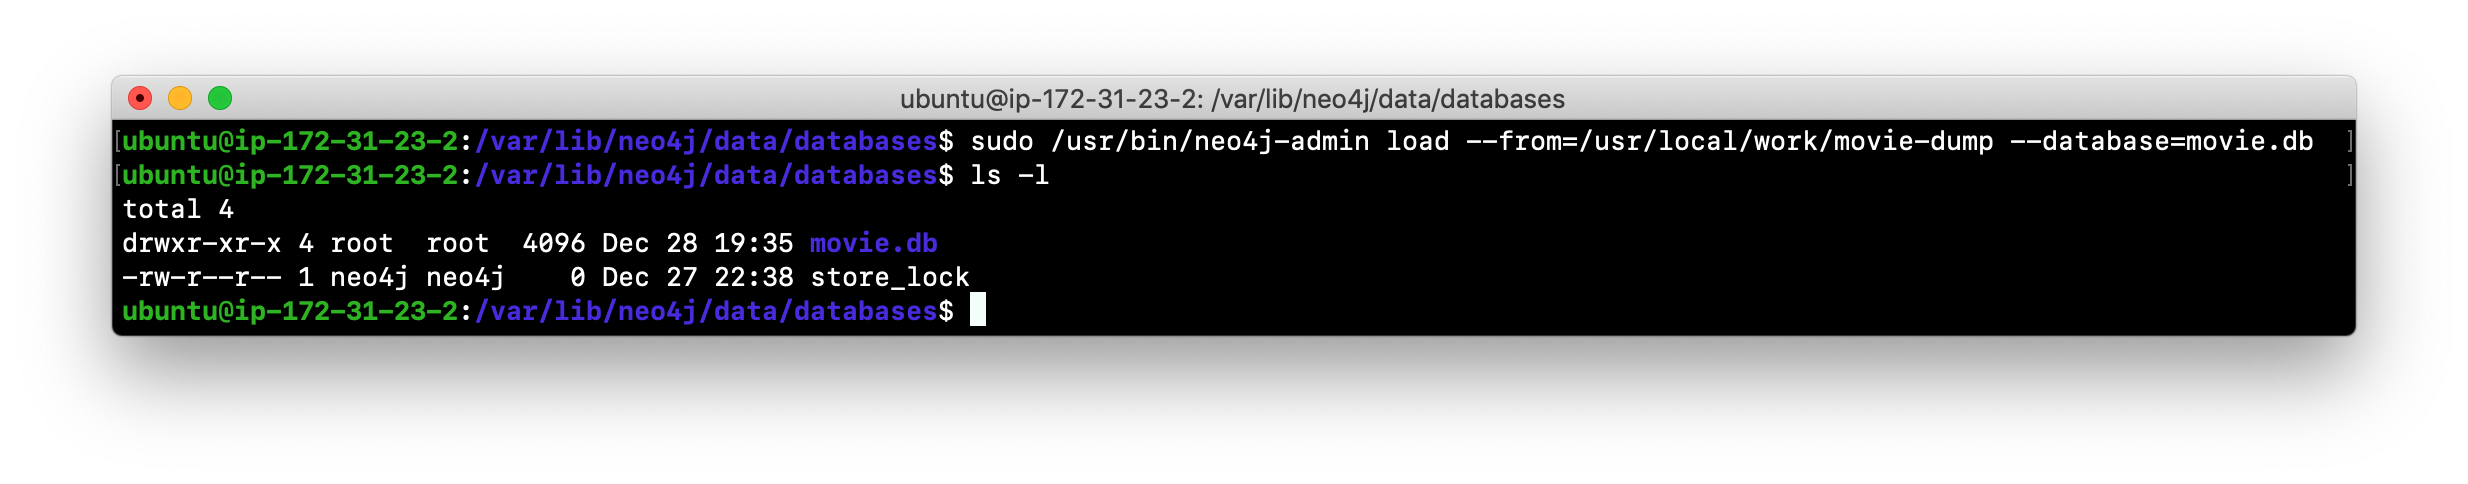 ubuntu@ip-172-31-23-2: /var/lib/neo4j/data/databases
[ubuntu@ip-172-31-23-2:/var/lib/neo4j/data/databases$ sudo /usr/bin/neo4j-admin load --from=/usr/local/work/movie-dump --database=movie.db ]
[ubuntu@ip-172-31-23-2:/var/lib/neo4j/data/databases$ ls -l ]
total 4
drwxr-xr-x 4 root  root  4096 Dec 28 19:35 movie.db
-rw-r--r-- 1 neo4j neo4j    0 Dec 27 22:38 store_lock
ubuntu@ip-172-31-23-2:/var/lib/neo4j/data/databases$